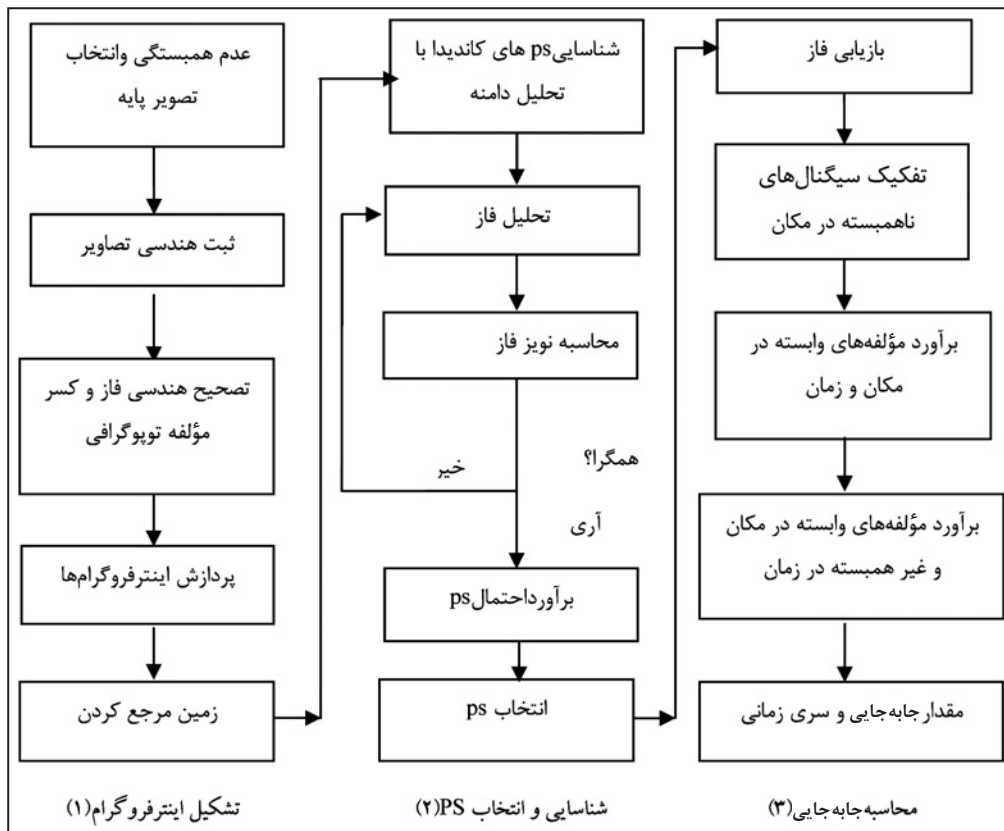 عدم همبستگی وانتخاب
تصویر پایه
ثبت هندسی تصاویر
تصحیح هندسی فاز و کسر
مؤلفه توپوگرافی
پردازش اینترفروگرام‌ها
زمین مرجع کردن
تشکیل اینترفروگرام(۱)
شناسایی ps های کاندیدا با
تحلیل دامنه
تحلیل فاز
محاسبه نویز فاز
همگرا؟
خیر
آری
برآورداحتمال ps
انتخاب ps
شناسایی و انتخاب PS(۲)
بازیابی فاز
تفکیک سیگنال‌های
ناهمبسته در مکان
برآورد مؤلفه‌های وابسته در
مکان و زمان
برآورد مؤلفه‌های وابسته در مکان
و غیر همبسته در زمان
مقدار جابه‌جایی و سری زمانی
محاسبه جابه‌جایی(۳)